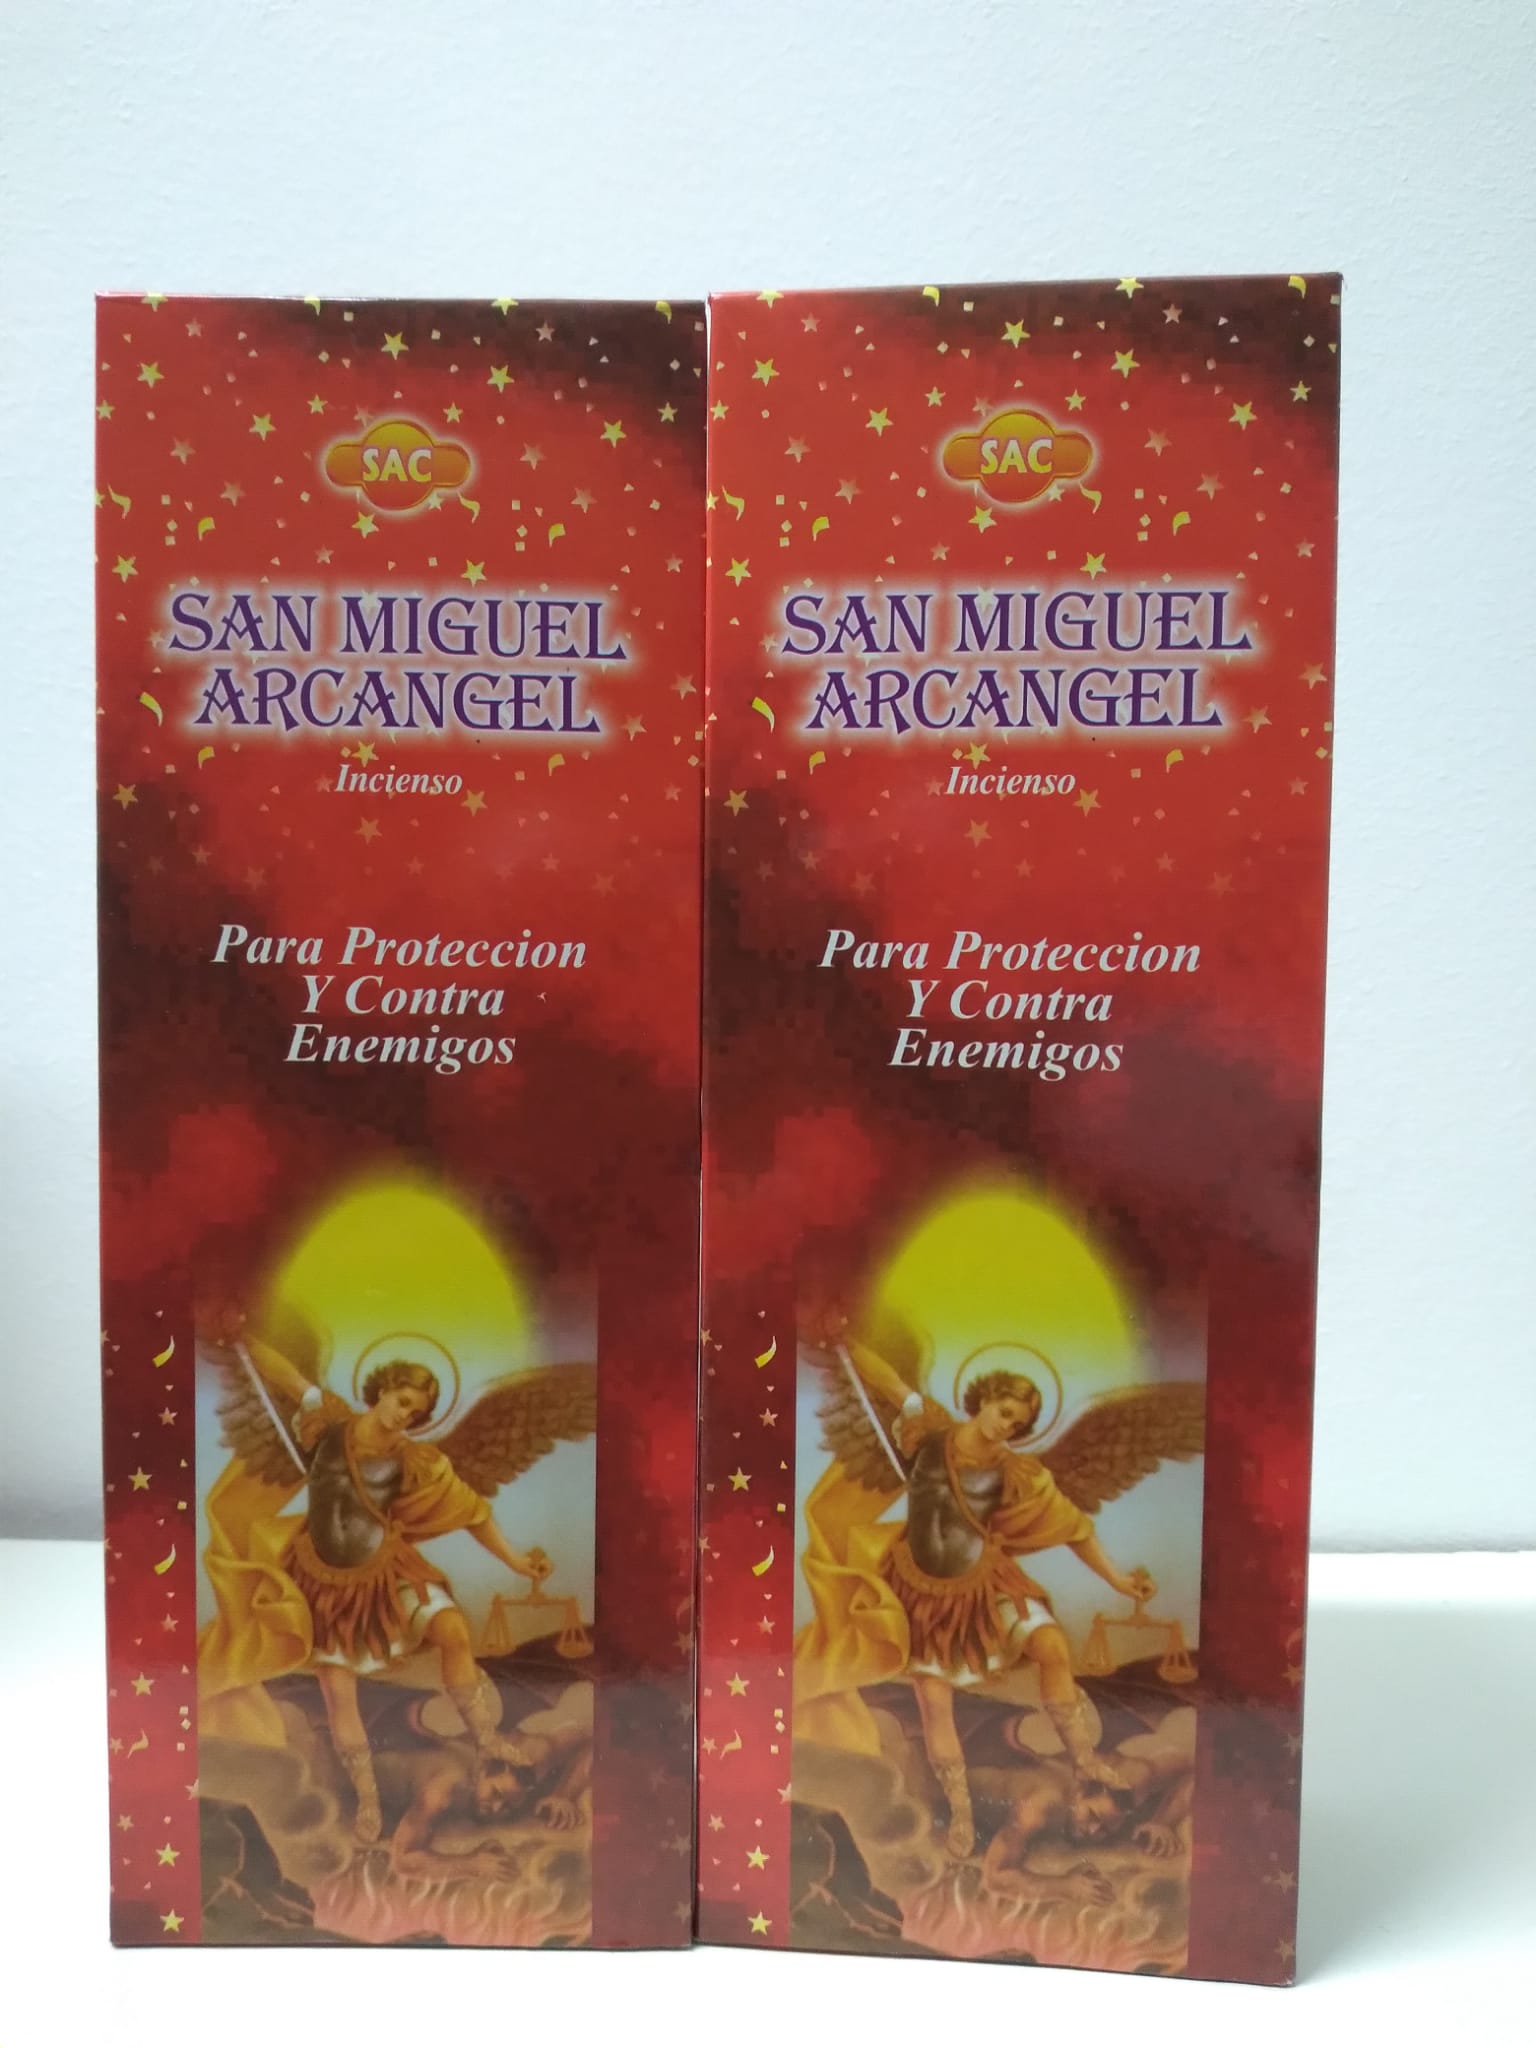 SAC
SAN MIGUEL
ARCANGEL
Incienso
Para Proteccion
Y Contra
Enemigos
SAC
SAN MIGUEL
ARCANGEL
Incienso
Para Proteccion
Y Contra
Enemigos